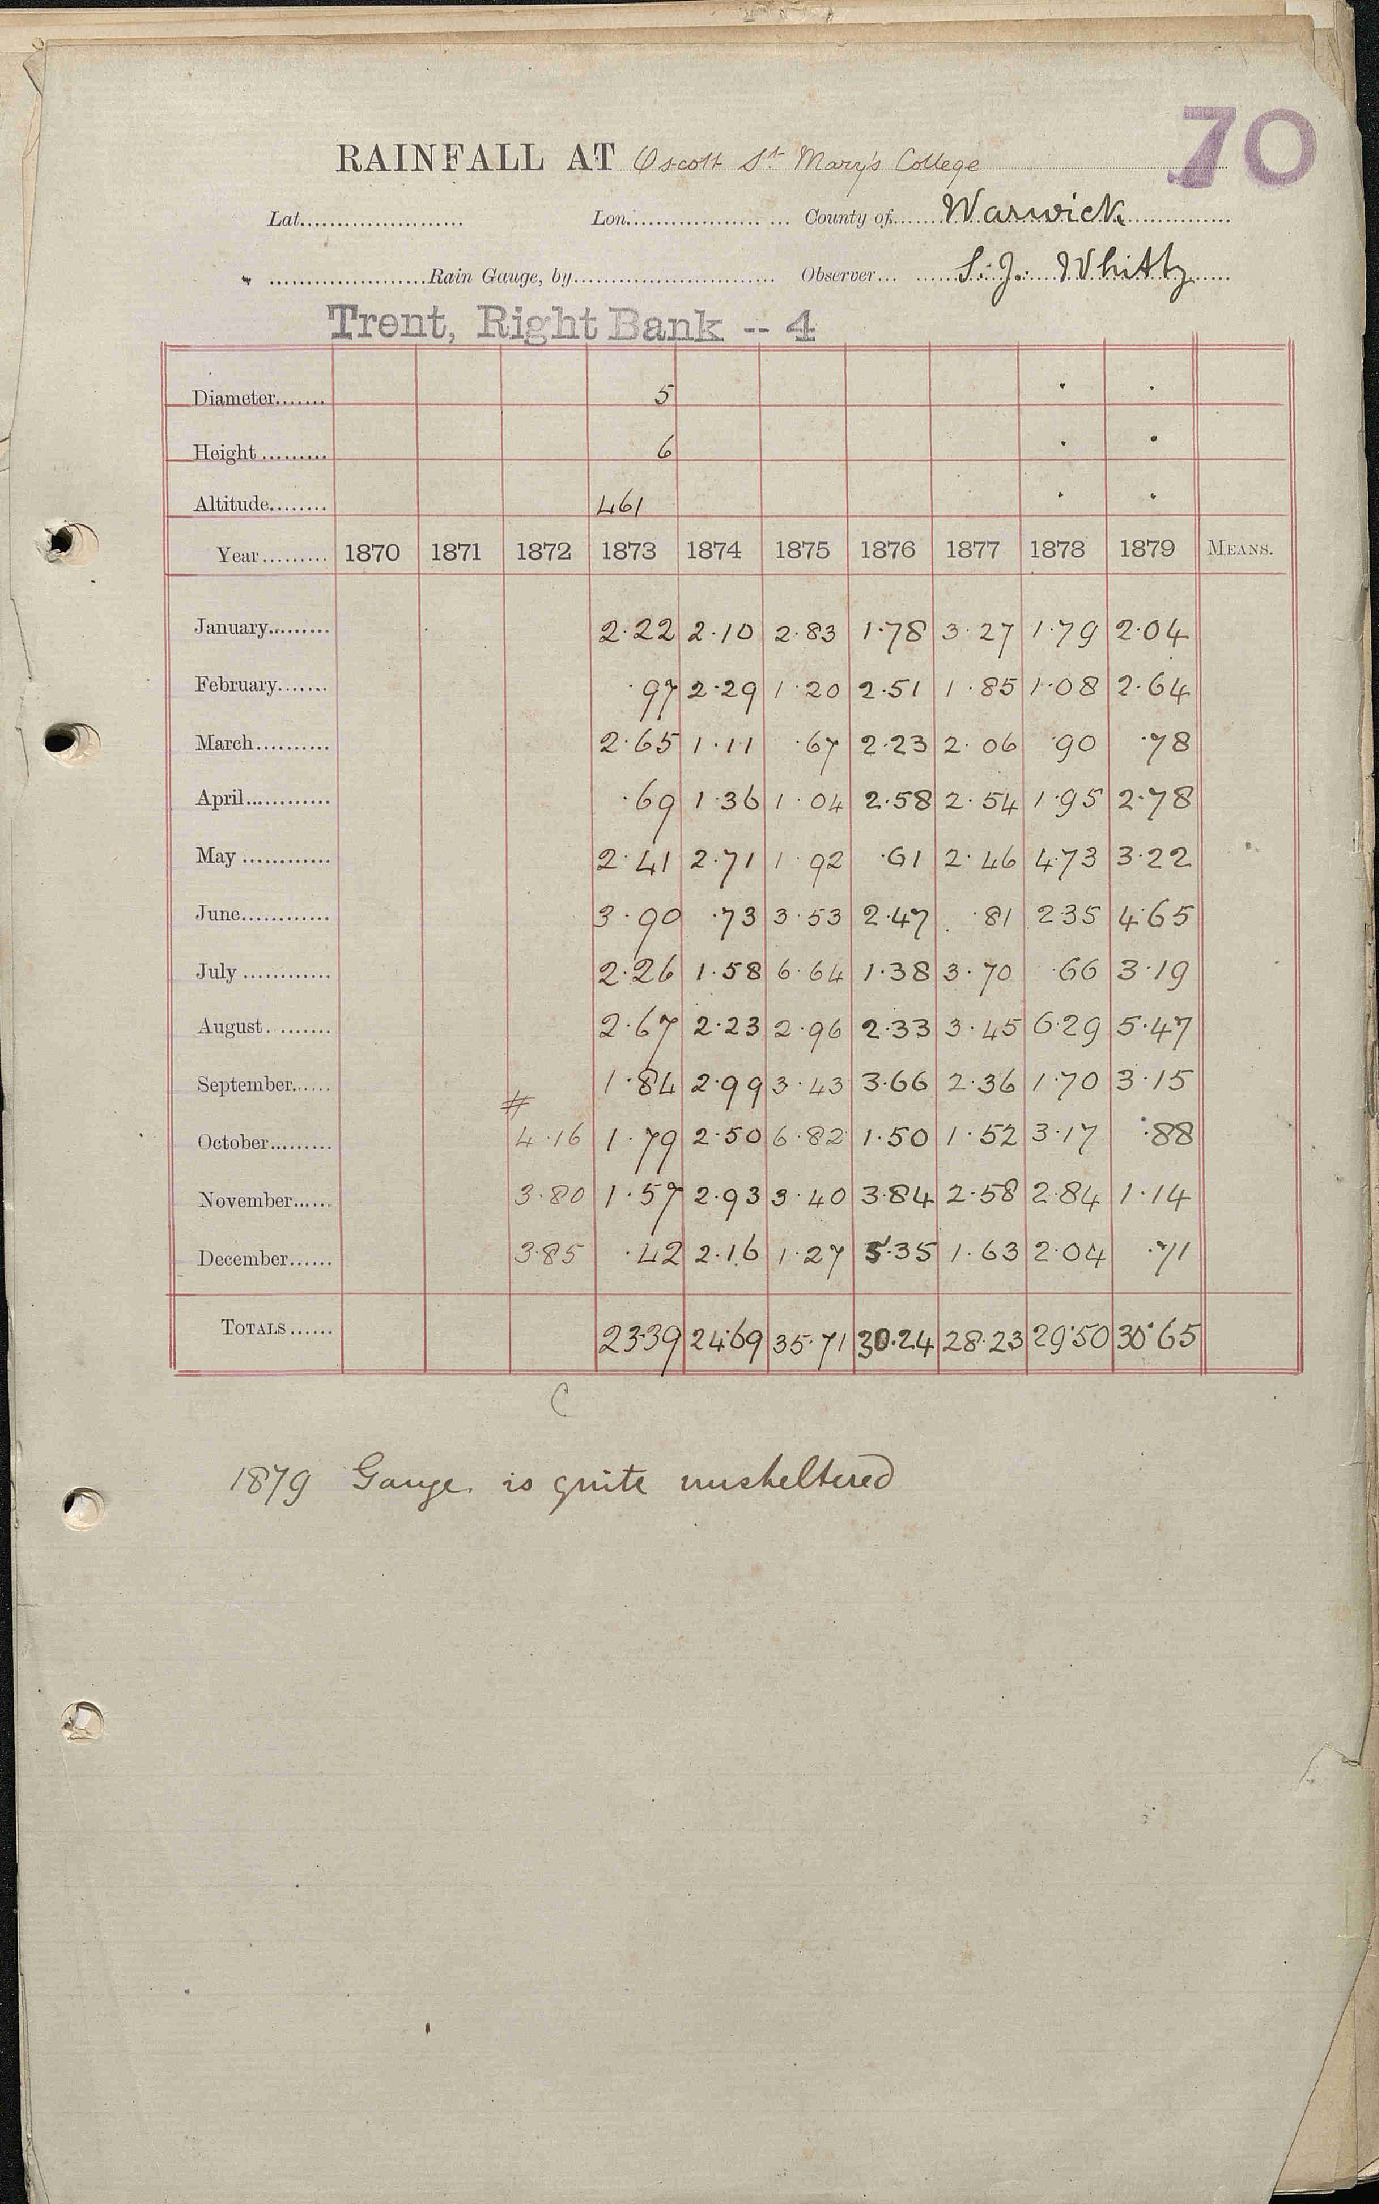 70
RAINFALL AT Oscott St Mary's College
Lat. Lon. County of Warwick
Rain Gauge, by Observer S. J. Whitty
Trent, Right Bank -- 4
Diameter 5 · ·
Height 6 · ·
Altitude 461 · ·
Year 1870 1871 1872 1873 1874 1875 1876 1877 1878 1879 MEANS.
January 2·22 2·10 2·83 1·78 3·27 1·79 2·04
February ·97 2·29 1·20 2·51 1·85 1·08 2·64
March 2·65 1·11 ·67 2·23 2·06 ·90 ·78
April ·69 1·36 1·04 2·58 2·54 1·95 2·78
May 2·41 2·71 1·92 ·61 2·46 4·73 3·22
June 3·90 ·73 3·53 2·47 ·81 2·35 4·65
July 2·26 1·58 6·64 1·38 3·70 ·66 3·19
August 2·67 2·23 2·96 2·33 3·45 6·29 5·47
September 1·84 2·99 3·43 3·66 2·36 1·70 3·15
#
October 4·16 1·79 2·50 6·82 1·50 1·52 3·17 ·88
November 3·80 1·57 2·93 3·40 3·84 2·58 2·84 1·14
December 3·85 ·42 2·16 1·27 5·35 1·63 2·04 ·71
TOTALS 23·39 24·69 35·71 30·24 28·23 29·50 30·65
C
1879 Gauge is quite unsheltered